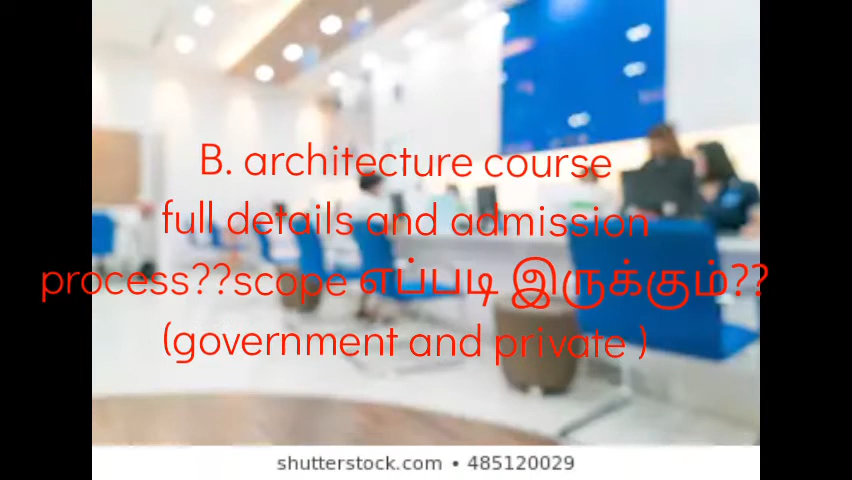 B. architecture course
full details and admission
process??scope எப்படி இருக்கும்??
(government and private )
shutterstock.com • 485120029